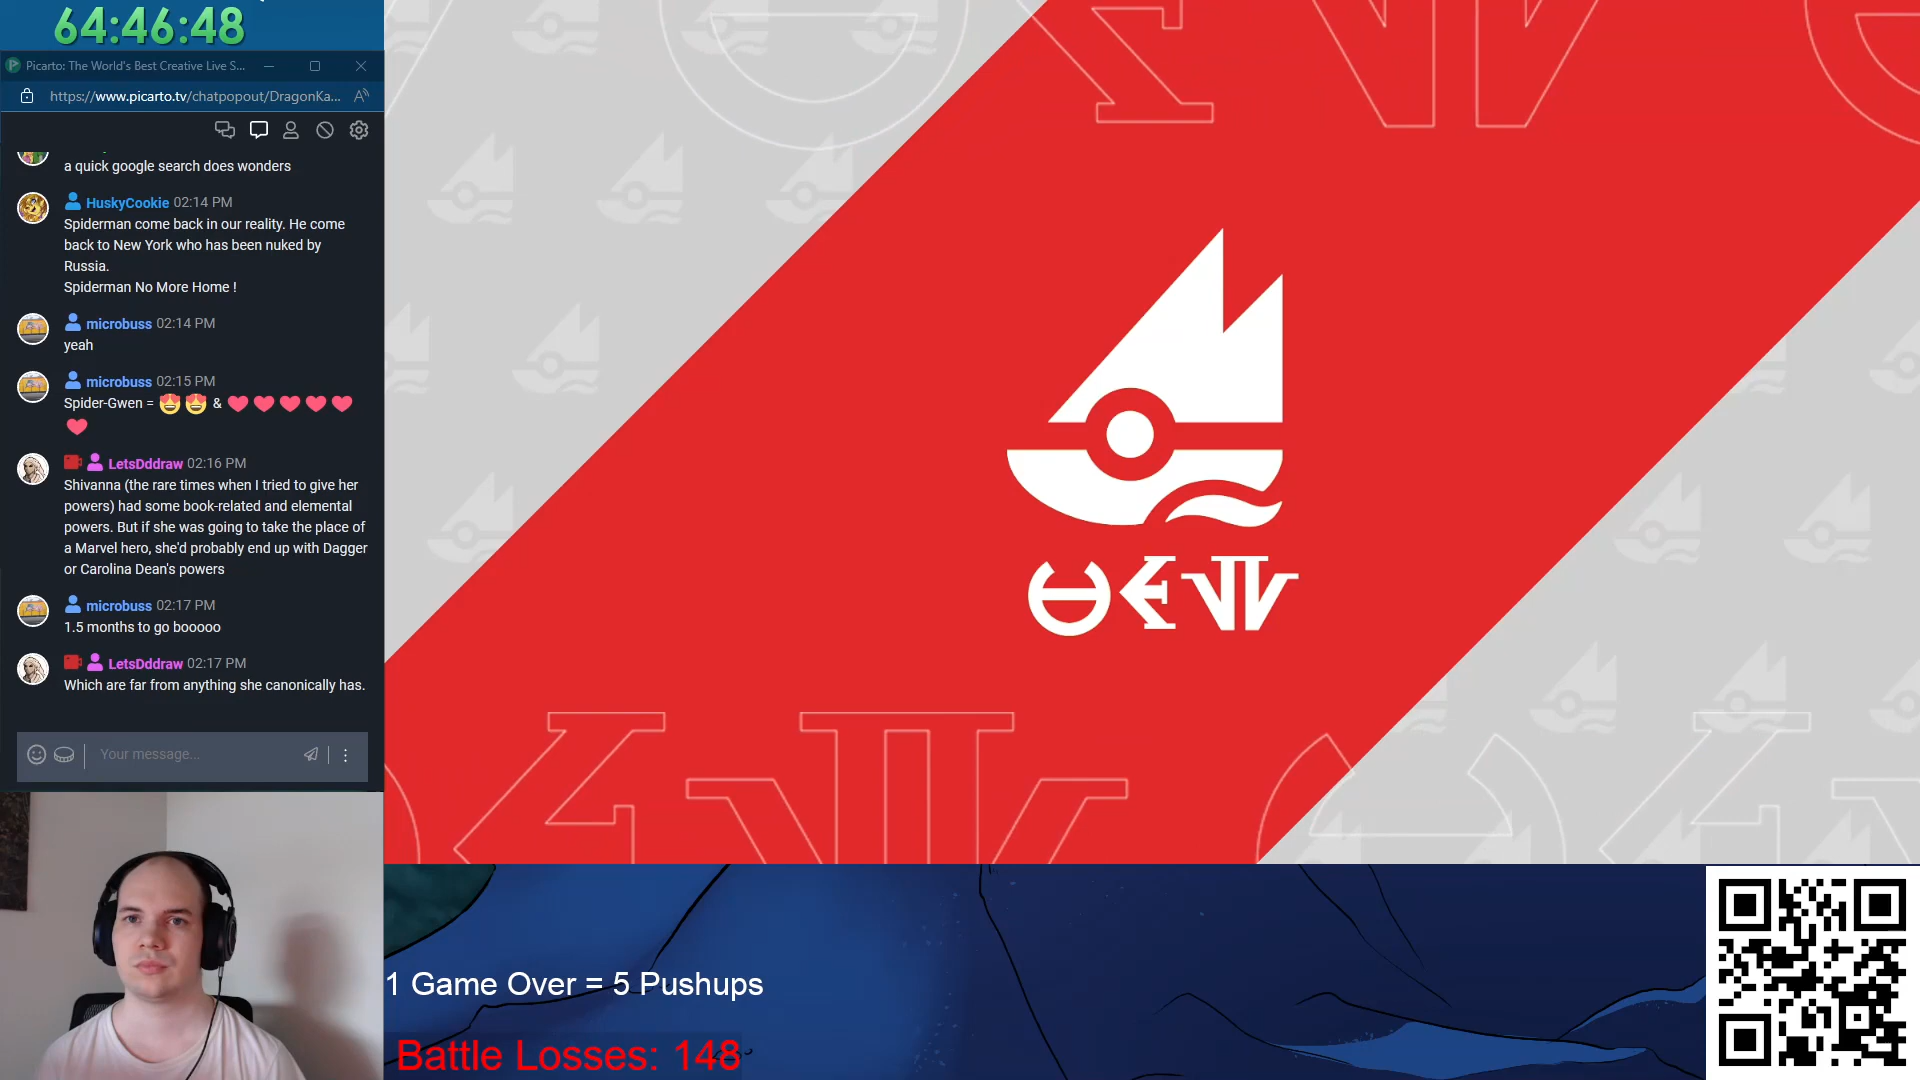 64:46:48
Picarto: The World's Best Creative Live S...
https://www.picarto.tv/chatpopout/DragonKa...
a quick google search does wonders
HuskyCookie 02:14 PM
Spiderman come back in our reality. He come
back to New York who has been nuked by
Russia.
Spiderman No More Home !
microbuss 02:14 PM
yeah
microbuss 02:15 PM
Spider-Gwen = 😍 😍 & ❤ ❤ ❤ ❤ ❤
❤
LetsDddraw 02:16 PM
Shivanna (the rare times when I tried to give her
powers) had some book-related and elemental
powers. But if she was going to take the place of
a Marvel hero, she'd probably end up with Dagger
or Carolina Dean's powers
microbuss 02:17 PM
1.5 months to go booooo
LetsDddraw 02:17 PM
Which are far from anything she canonically has.
Your message...
1 Game Over = 5 Pushups
Battle Losses: 148